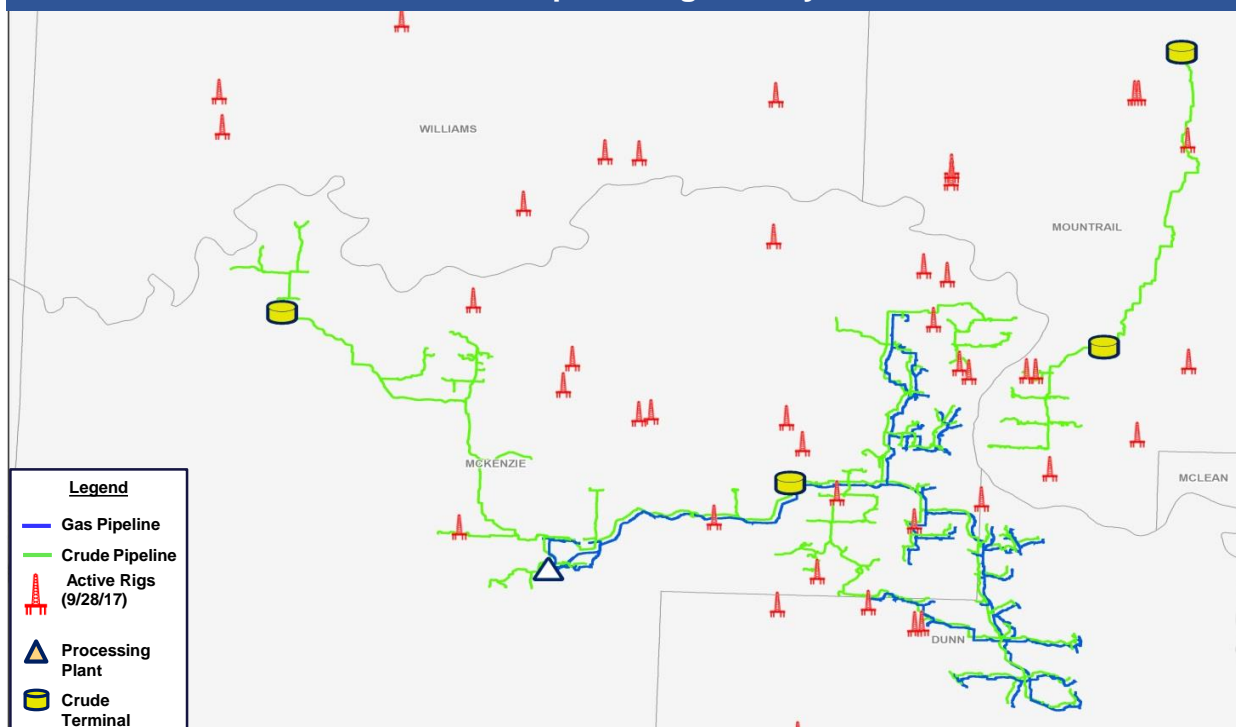 WILLIAMS
MOUNTRAIL
MCKENZIE
MCLEAN
DUNN
Legend
Gas Pipeline
Crude Pipeline
Active Rigs
(9/28/17)
Processing
Plant
Crude
Terminal